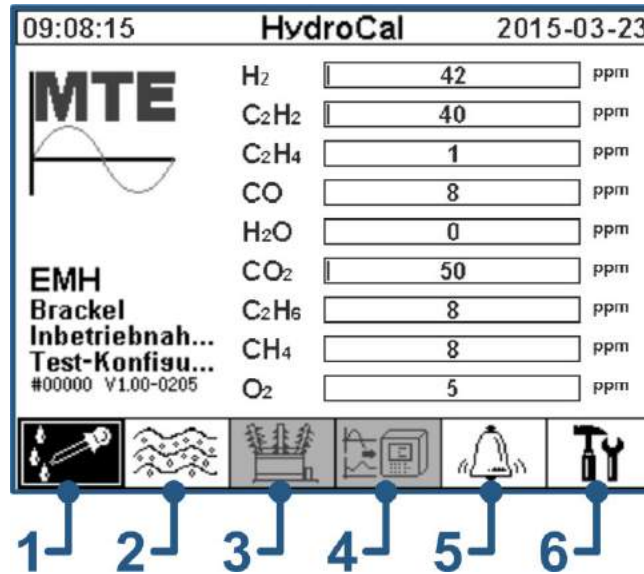 09:08:15 HydroCal 2015-03-23
MTE
H2 42 ppm
C2H2 40 ppm
C2H4 1 ppm
CO 8 ppm
H2O 0 ppm
CO2 50 ppm
C2H6 8 ppm
CH4 8 ppm
O2 5 ppm
EMH
Brackel
Inbetriebnah...
Test-Konfigu...
#00000 V1.00-0205
1 2 3 4 5 6